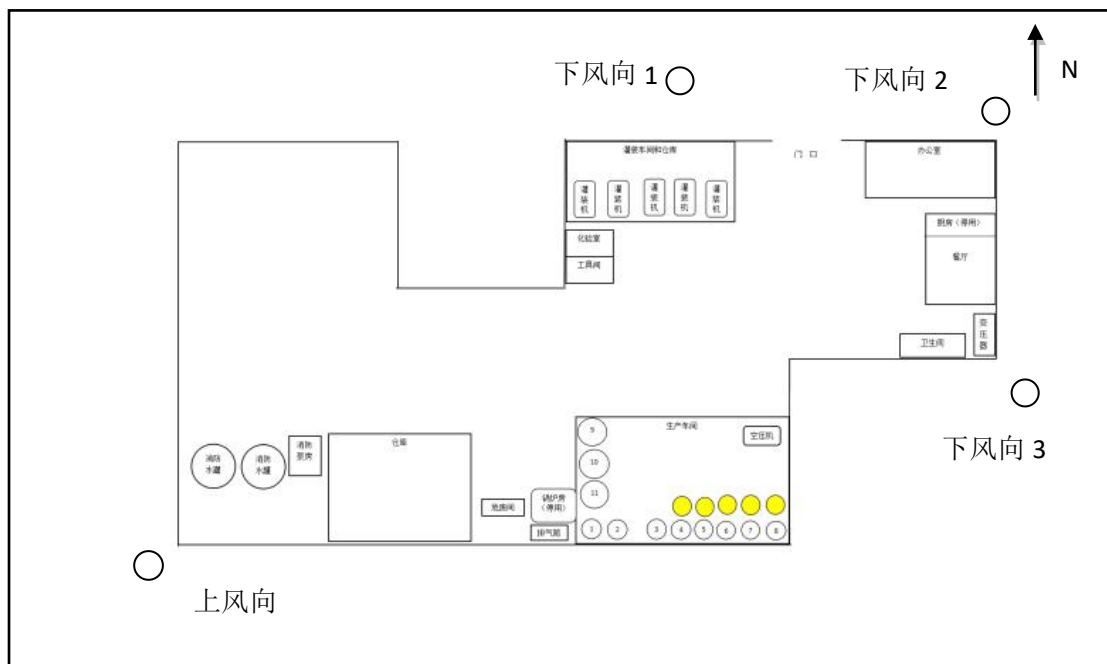 下风向 1
下风向 2
N
灌装车间和仓库
门 口
办公室
灌装机
灌装机
灌装机
灌装机
灌装机
厨房（停用）
化验室
餐厅
工具间
变压器
卫生间
生产车间
9
空压机
仓库
消防泵房
下风向 3
消防水罐
消防水罐
10
11
锅炉房（停用）
危废间
排气筒
1
2
3
4
5
6
7
8
上风向